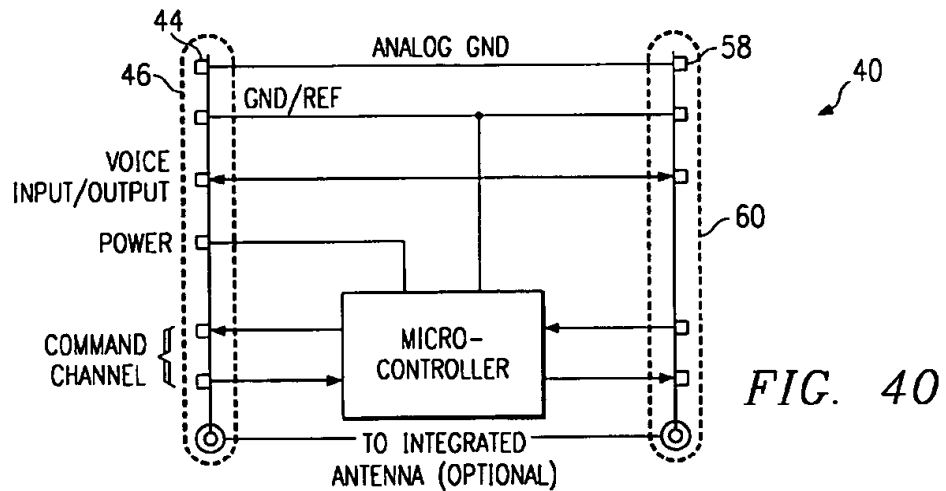 44
ANALOG GND
58
46
40
GND/REF
VOICE
INPUT/OUTPUT
60
POWER
COMMAND
CHANNEL
MICRO-
CONTROLLER
FIG. 40
TO INTEGRATED
ANTENNA (OPTIONAL)